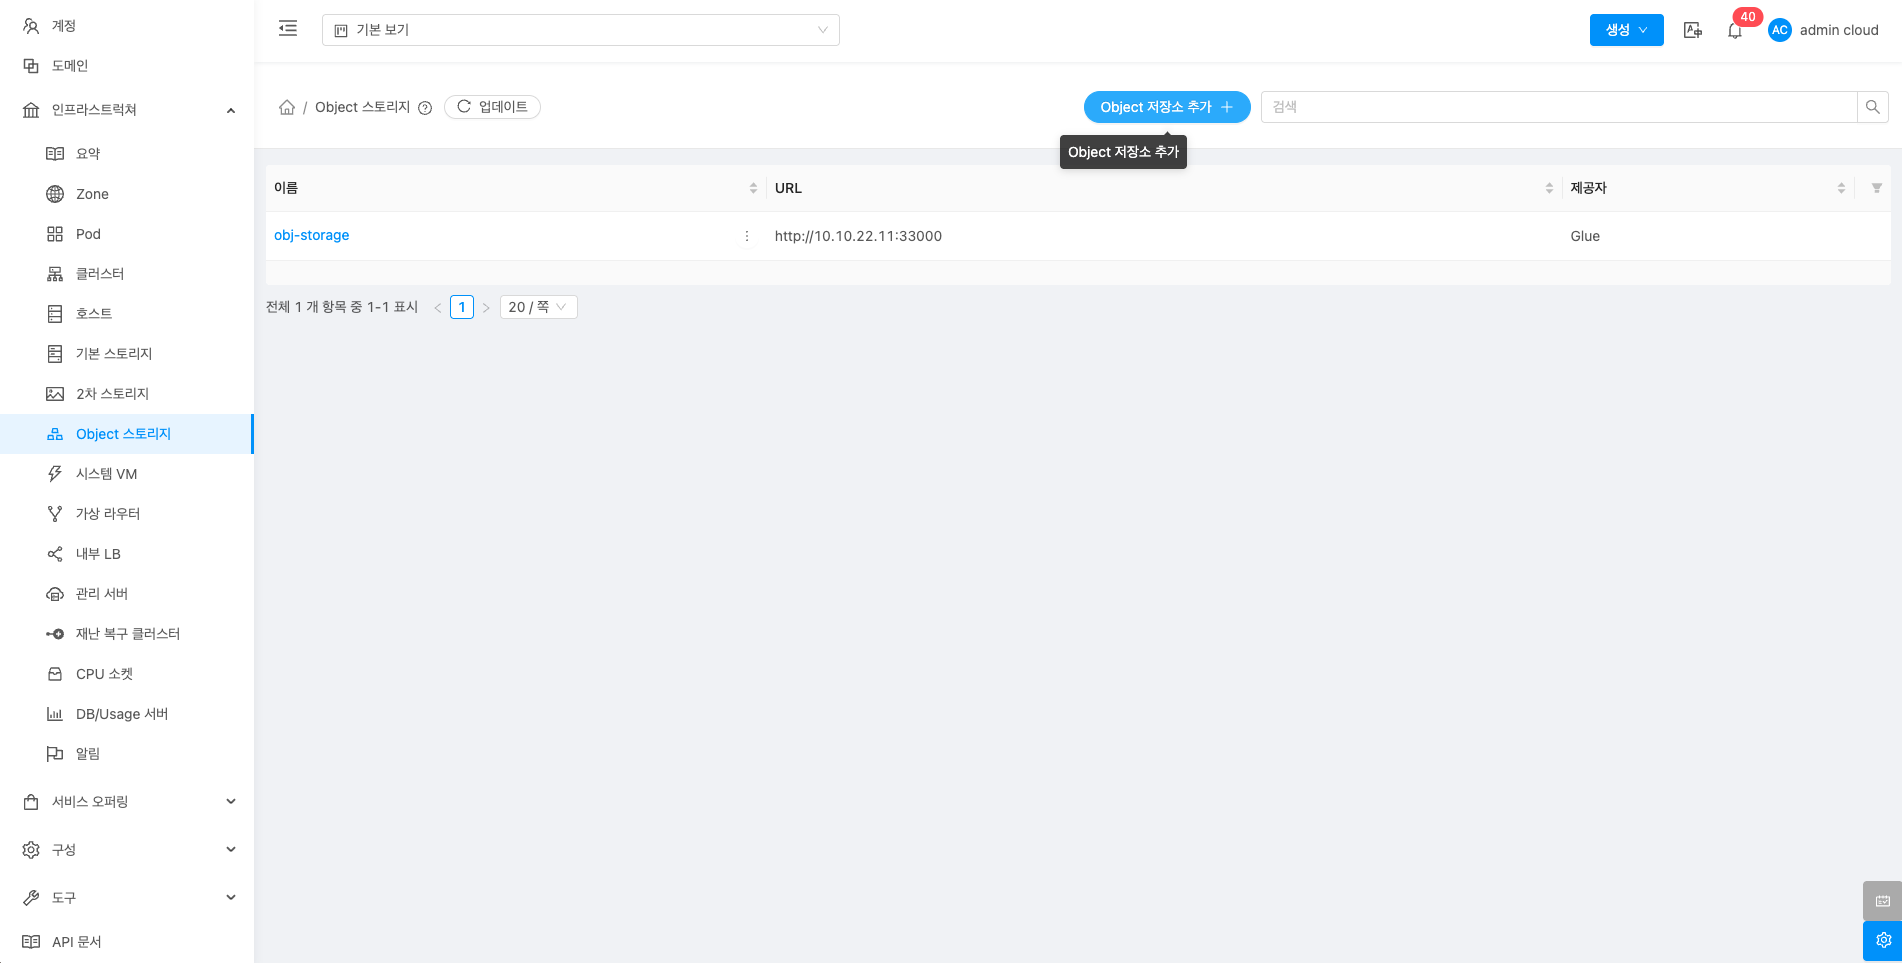 계정
도메인
인프라스트럭쳐
요약
Zone
Pod
클러스터
호스트
기본 스토리지
2차 스토리지
Object 스토리지
시스템 VM
가상 라우터
내부 LB
관리 서버
재난 복구 클러스터
CPU 소켓
DB/Usage 서버
알림
서비스 오퍼링
구성
도구
API 문서
기본 보기
생성
40
AC admin cloud
/ Object 스토리지 업데이트
Object 저장소 추가
검색
Object 저장소 추가
이름 URL 제공자
obj-storage http://10.10.22.11:33000 Glue
전체 1 개 항목 중 1-1 표시 < 1 > 20 / 쪽